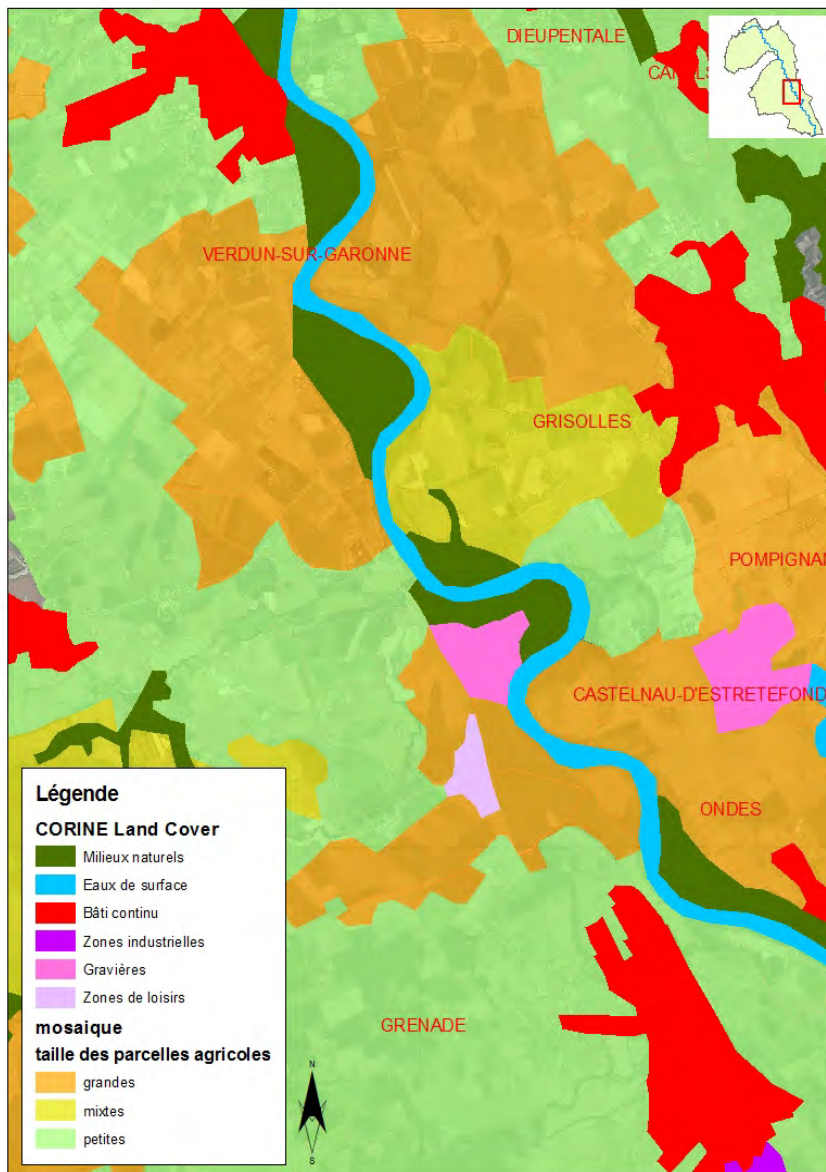 DIEUPENTALE
VERDUN-SUR-GARONNE
GRISOLLES
POMPIGNAN
CASTELNAU-D'ESTRETEFOND
ONDES
GRENADE
Légende
CORINE Land Cover
Milieux naturels
Eaux de surface
Bâti continu
Zones industrielles
Gravières
Zones de loisirs
mosaique
taille des parcelles agricoles
grandes
mixtes
petites
N
S